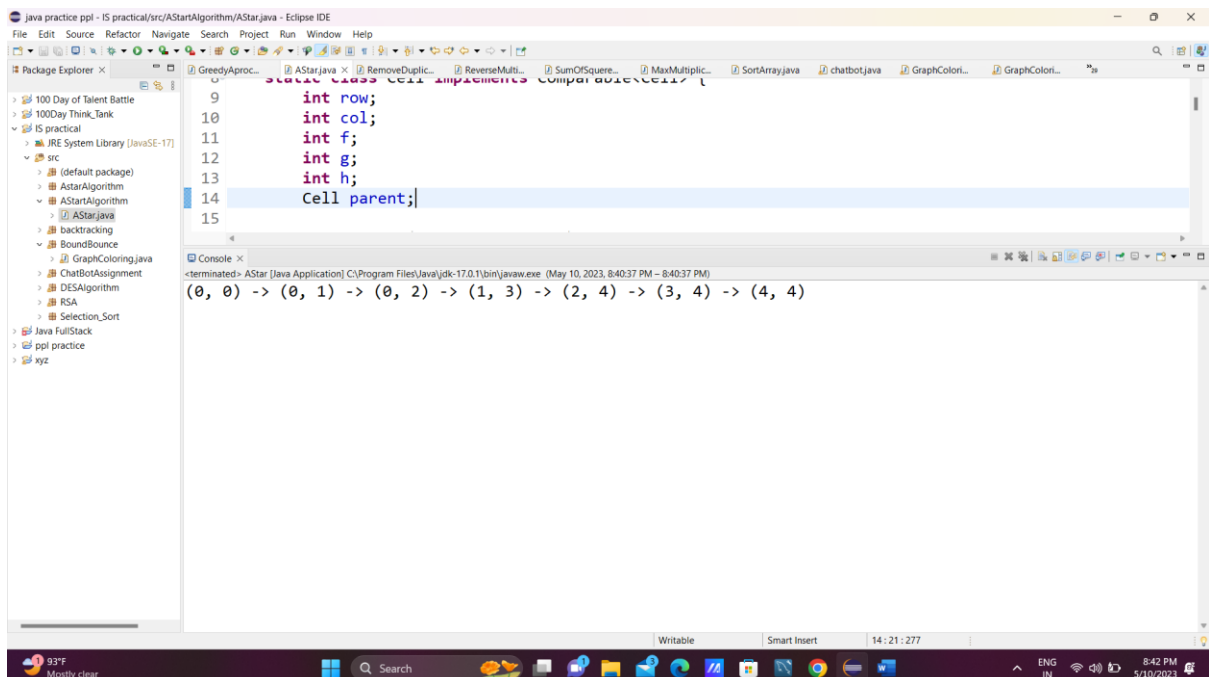 java practice ppl - IS practical/src/AStartAlgorithm/AStar.java - Eclipse IDE
File Edit Source Refactor Navigate Search Project Run Window Help
Package Explorer
100 Day of Talent Battle
100Day Think_Tank
IS practical
JRE System Library [JavaSE-17]
src
(default package)
AstarAlgorithm
AStartAlgorithm
AStar.java
backtracking
BoundBounce
GraphColoring.java
ChatBotAssignment
DESAlgorithm
RSA
Selection_Sort
Java FullStack
ppl practice
xyz
GreedyAproc... AStar.java RemoveDuplic... ReverseMulti... SumOfSquere... MaxMultiplic... SortArray.java chatbot.java GraphColori... GraphColori... »29
8 static class Cell implements Comparable<Cell> {
9 int row;
10 int col;
11 int f;
12 int g;
13 int h;
14 Cell parent;
15
Console
<terminated> AStar [Java Application] C:\Program Files\Java\jdk-17.0.1\bin\javaw.exe (May 10, 2023, 8:40:37 PM – 8:40:37 PM)
(0, 0) -> (0, 1) -> (0, 2) -> (1, 3) -> (2, 4) -> (3, 4) -> (4, 4)
Writable Smart Insert 14 : 21 : 277
93°F
Mostly clear
Search
ENG
IN
8:42 PM
5/10/2023